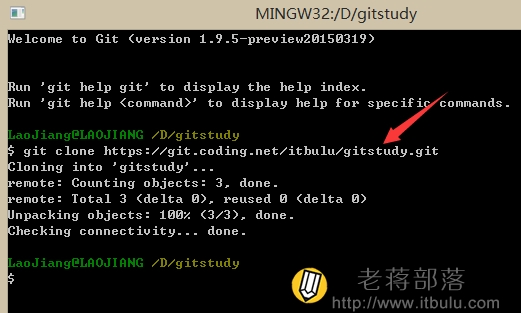 MINGW32:/D/gitstudy
Welcome to Git (version 1.9.5-preview20150319)
Run 'git help git' to display the help index.
Run 'git help <command>' to display help for specific commands.
LaoJiang@LAOJIANG /D/gitstudy
$ git clone https://git.coding.net/itbulu/gitstudy.git
Cloning into 'gitstudy'...
remote: Counting objects: 3, done.
remote: Total 3 (delta 0), reused 0 (delta 0)
Unpacking objects: 100% (3/3), done.
Checking connectivity... done.
LaoJiang@LAOJIANG /D/gitstudy
$
老蒋部落
http://www.itbulu.com